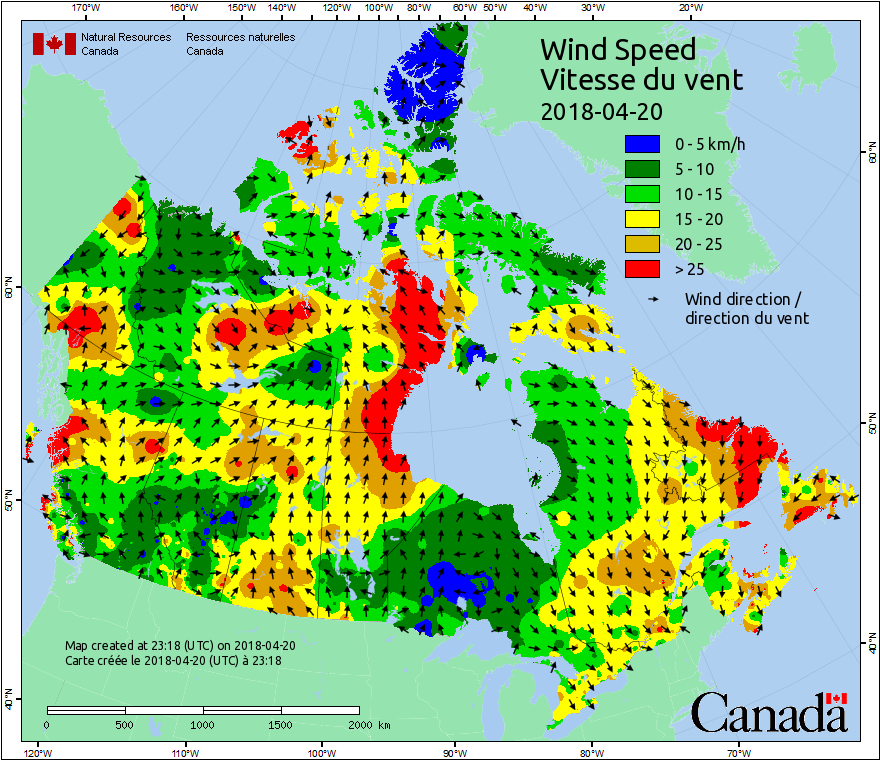 170°W 160°W 150°W 140°W 130°W 120°W 110°W 100°W 90°W 80°W 70°W 60°W 50°W 40°W 30°W 20°W
Natural Resources Canada
Ressources naturelles Canada
Wind Speed
Vitesse du vent
2018-04-20
0 - 5 km/h
5 - 10
10 - 15
15 - 20
20 - 25
> 25
Wind direction /
direction du vent
60°N
50°N
40°N
60°N
50°N
40°N
Map created at 23:18 (UTC) on 2018-04-20
Carte créée le 2018-04-20 (UTC) à 23:18
0 500 1000 1500 2000 km
Canada
120°W 110°W 100°W 90°W 80°W 70°W